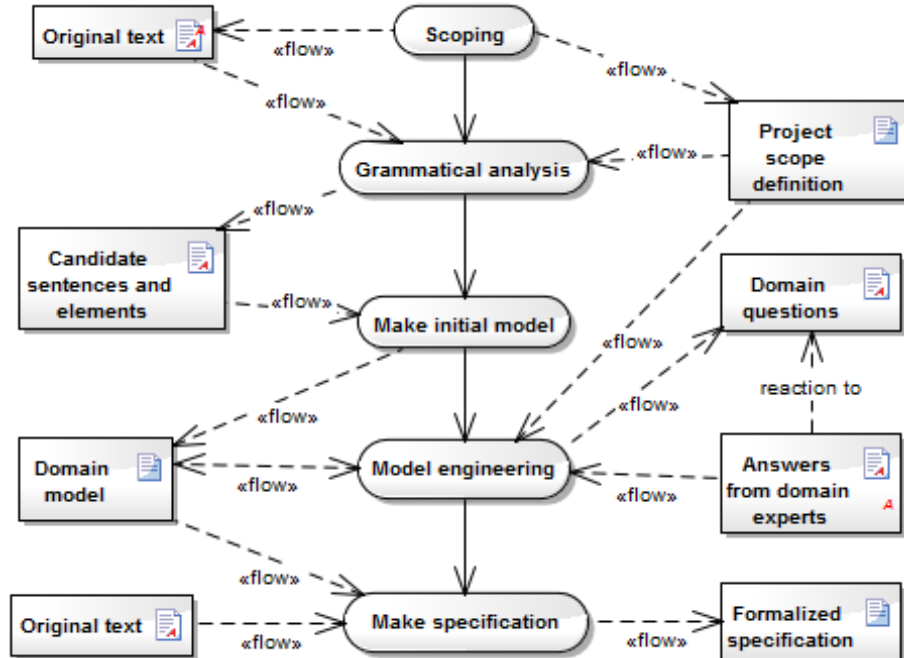 Original text
«flow»
Scoping
«flow»
«flow»
Project
scope
definition
«flow»
Grammatical analysis
«flow»
Candidate
sentences and
elements
«flow»
Make initial model
Domain
questions
«flow»
«flow»
reaction to
«flow»
Domain
model
«flow»
Model engineering
«flow»
Answers
from domain
experts
«flow»
Original text
«flow»
Make specification
«flow»
Formalized
specification